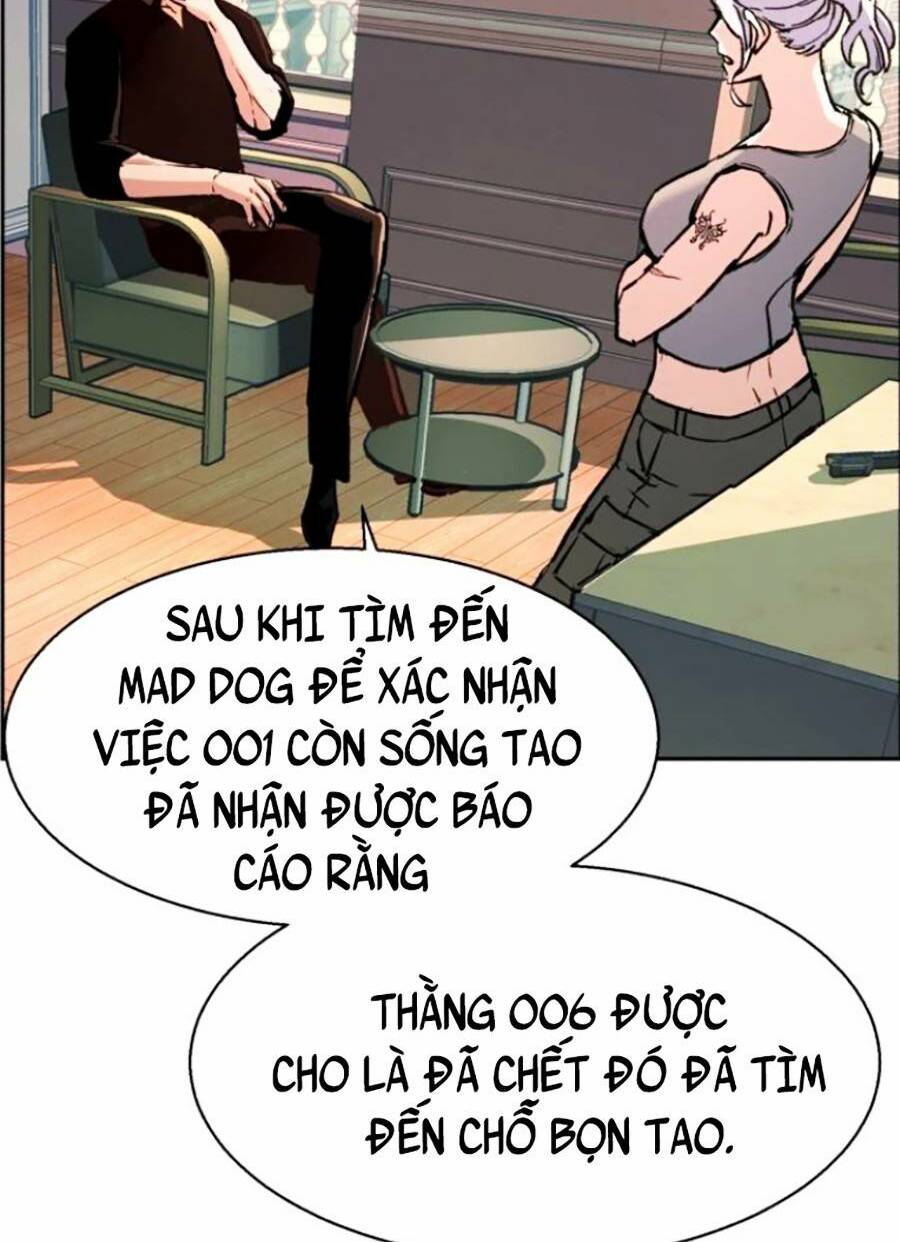 SAU KHI TÌM ĐẾN
MAD DOG ĐỂ XÁC NHẬN
VIỆC 001 CÒN SỐNG TAO
ĐÃ NHẬN ĐƯỢC BÁO
CÁO RẰNG
THẰNG 006 ĐƯỢC
CHO LÀ ĐÃ CHẾT ĐÓ ĐÃ TÌM
ĐẾN CHỖ BỌN TAO.